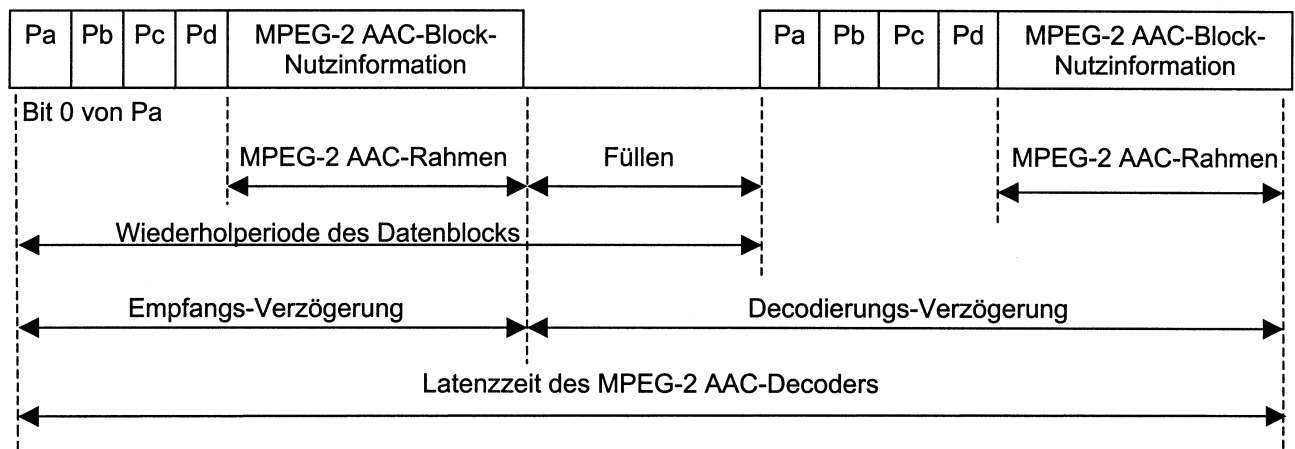 Pa Pb Pc Pd MPEG-2 AAC-Block-
Nutzinformation
Pa Pb Pc Pd MPEG-2 AAC-Block-
Nutzinformation
Bit 0 von Pa
MPEG-2 AAC-Rahmen
Füllen
MPEG-2 AAC-Rahmen
Wiederholperiode des Datenblocks
Empfangs-Verzögerung
Decodierungs-Verzögerung
Latenzzeit des MPEG-2 AAC-Decoders